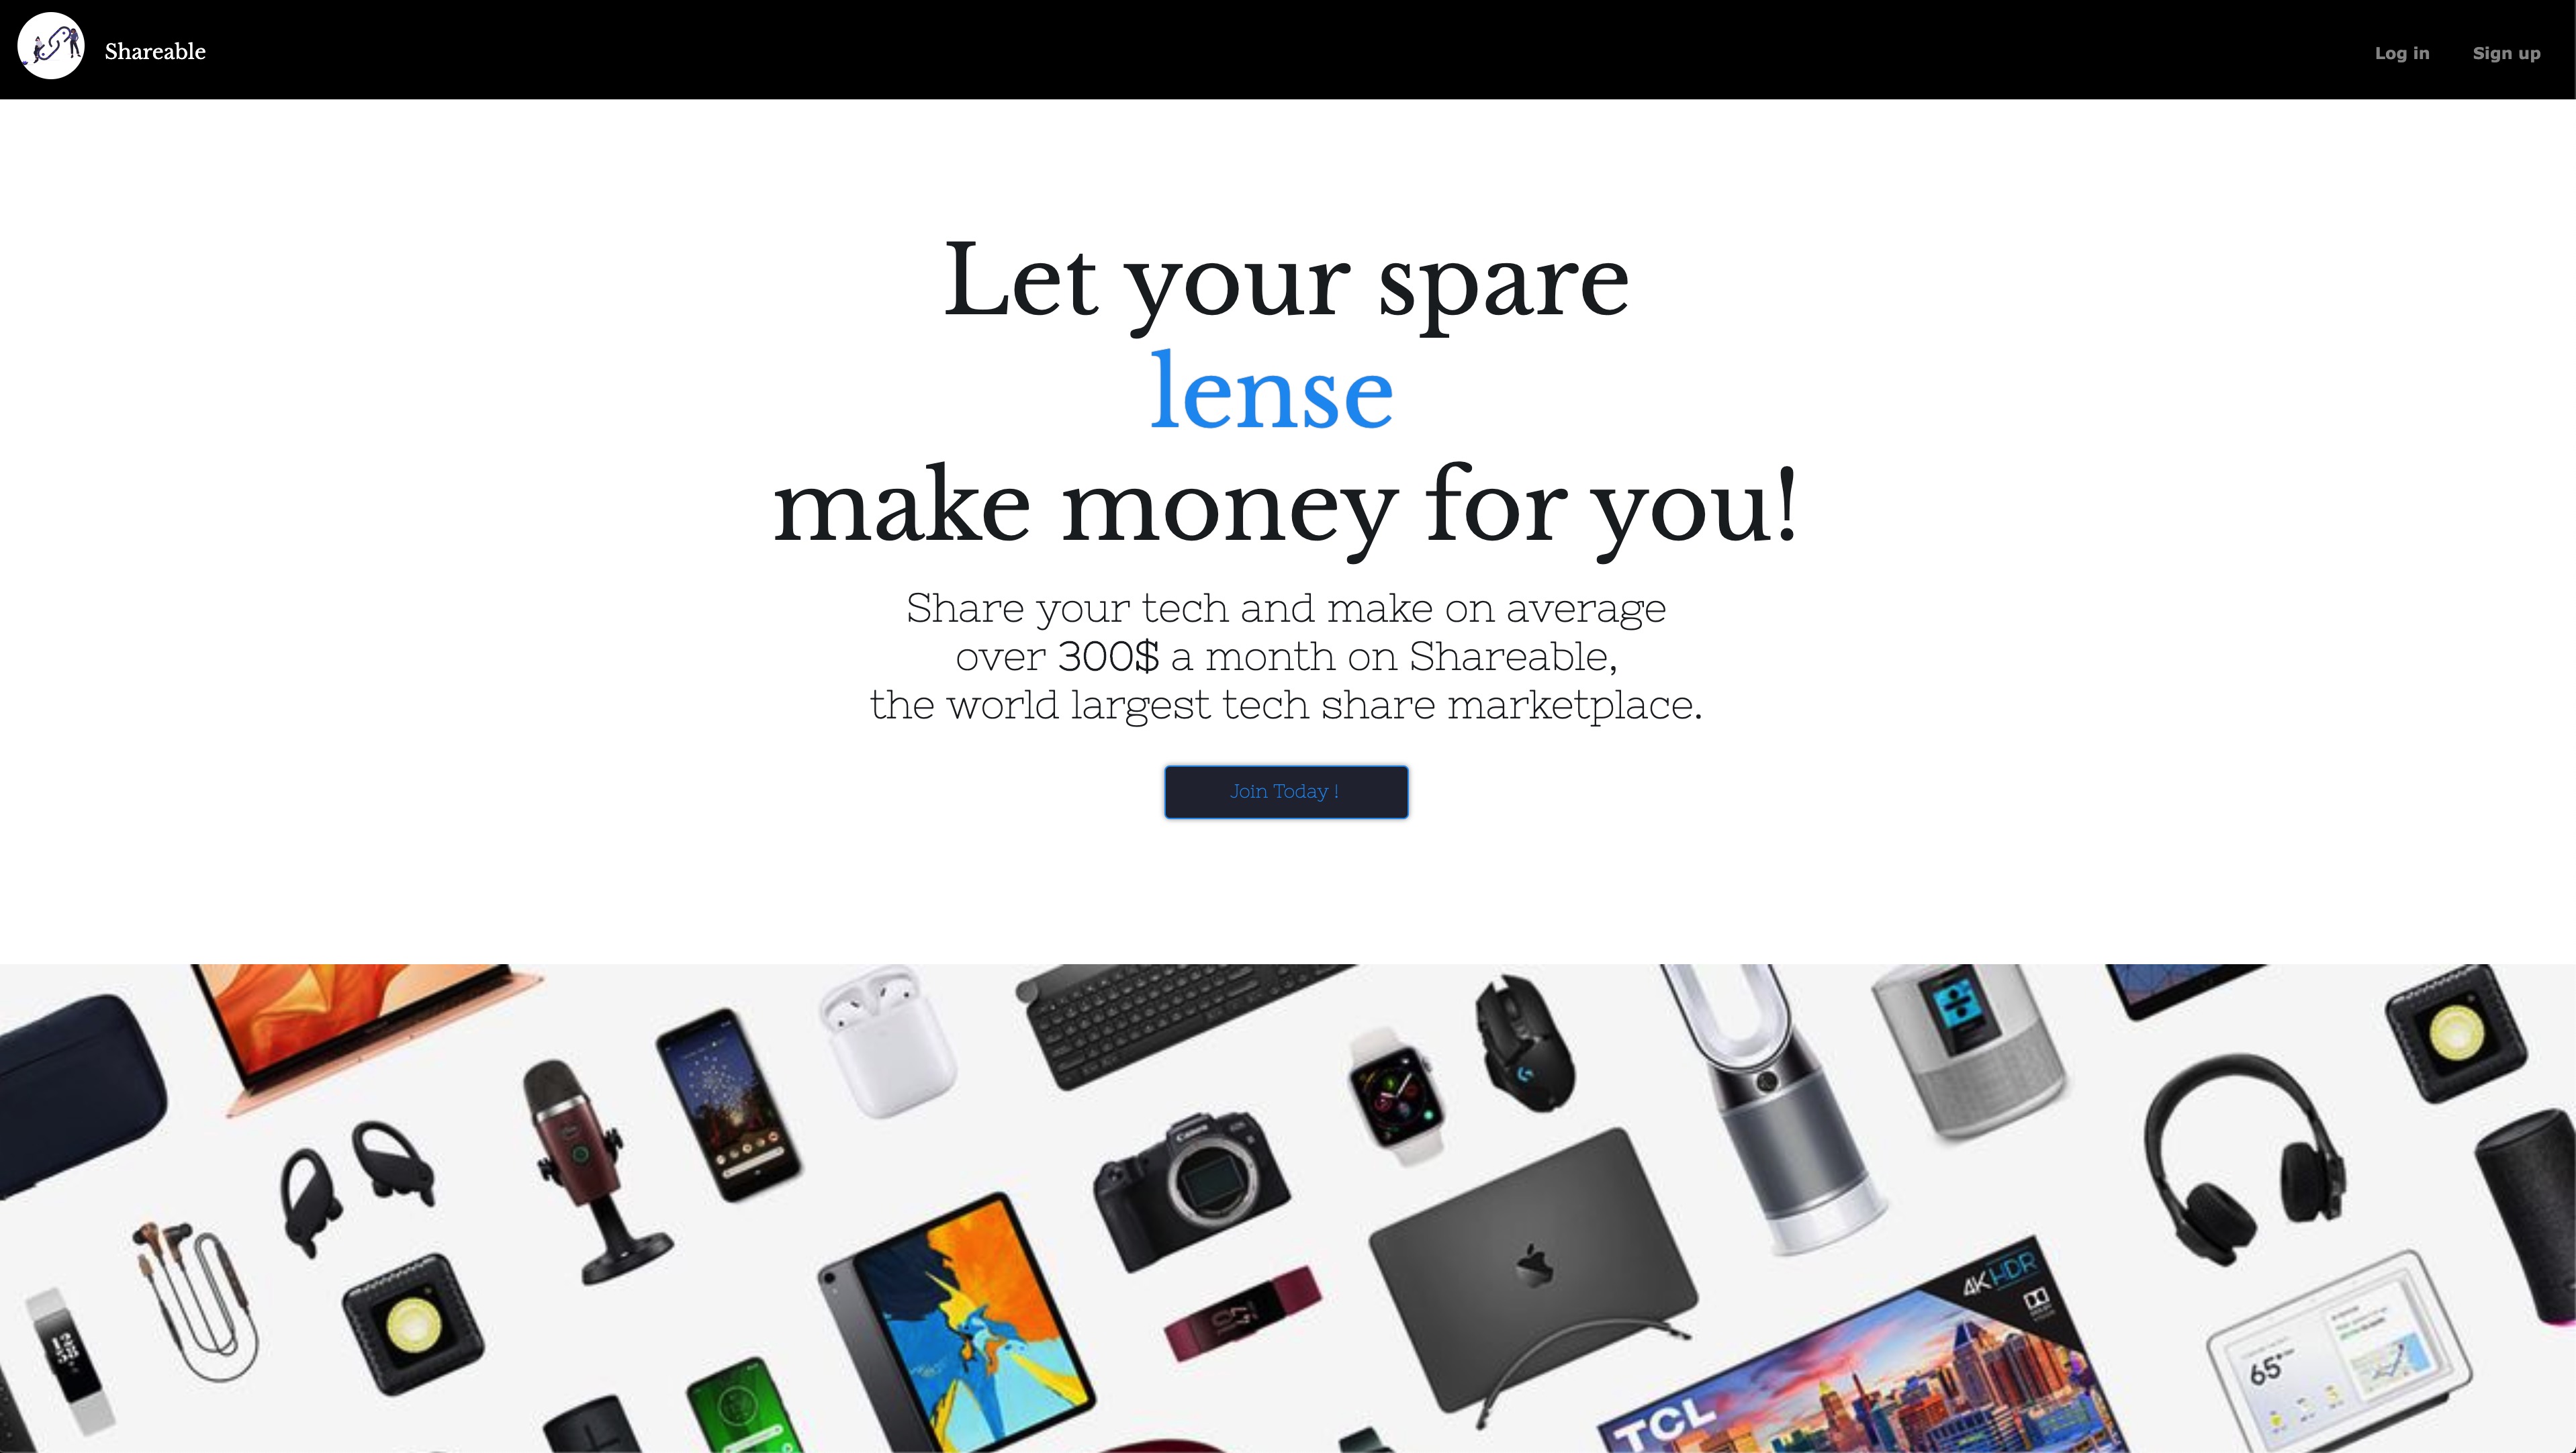 Shareable
Log in
Sign up
Let your spare
lense
make money for you!
Share your tech and make on average
over 300$ a month on Shareable,
the world largest tech share marketplace.
Join Today !
Canon
4K HDR
TCL
65°